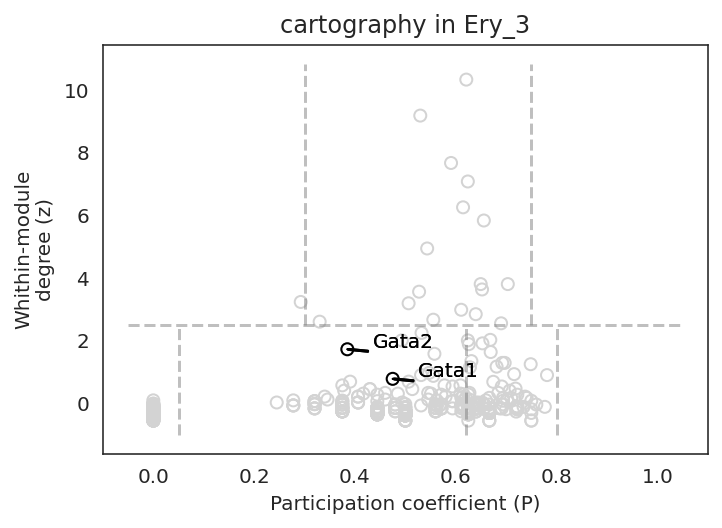 cartography in Ery_3
Whithin-module
degree (z)
10
8
6
4
2
0
Gata2
Gata1
0.0 0.2 0.4 0.6 0.8 1.0
Participation coefficient (P)